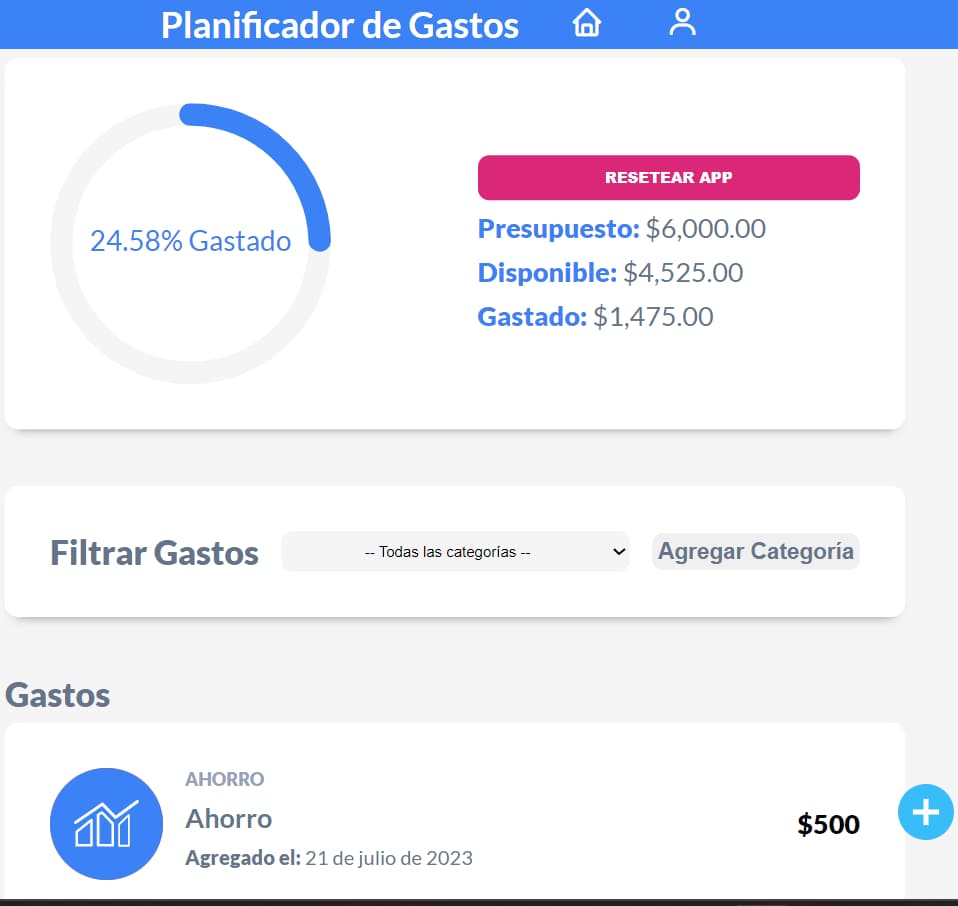 Planificador de Gastos
24.58% Gastado
RESETEAR APP
Presupuesto: $6,000.00
Disponible: $4,525.00
Gastado: $1,475.00
Filtrar Gastos
-- Todas las categorías --
Agregar Categoría
Gastos
AHORRO
Ahorro
$500
Agregado el: 21 de julio de 2023